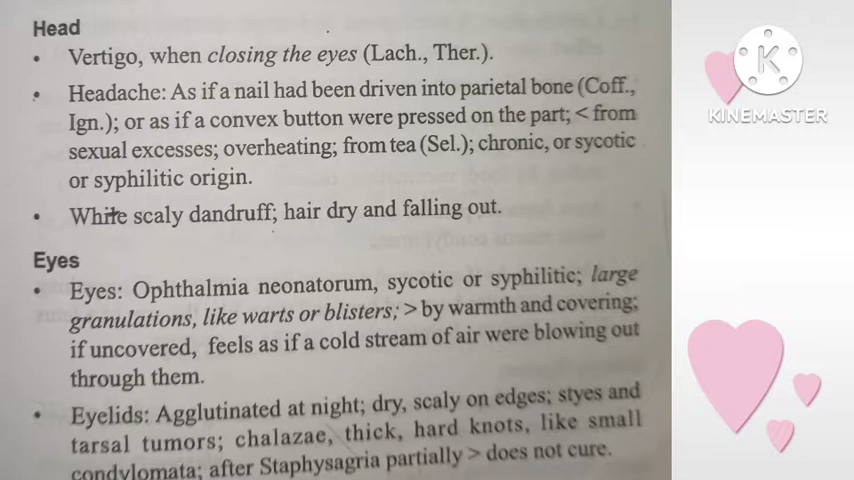 Head
• Vertigo, when closing the eyes (Lach., Ther.).
• Headache: As if a nail had been driven into parietal bone (Coff.,
Ign.); or as if a convex button were pressed on the part; < from
sexual excesses; overheating; from tea (Sel.); chronic, or sycotic
or syphilitic origin.
• White scaly dandruff; hair dry and falling out.
Eyes
• Eyes: Ophthalmia neonatorum, sycotic or syphilitic; large
granulations, like warts or blisters; > by warmth and covering;
if uncovered, feels as if a cold stream of air were blowing out
through them.
• Eyelids: Agglutinated at night; dry, scaly on edges; styes and
tarsal tumors; chalazae, thick, hard knots, like small
condylomata; after Staphysagria partially > does not cure.
K
KINEMASTER